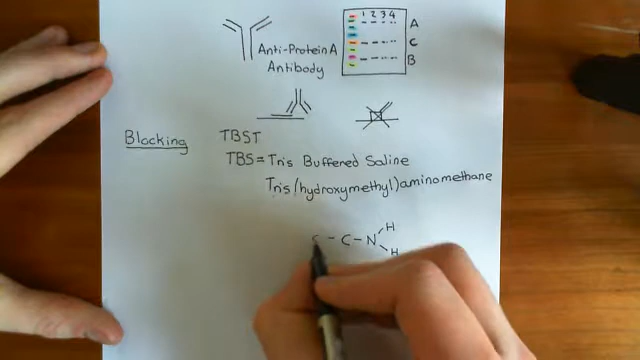 1 2 3 4
A
Anti-Protein A
C
Antibody
B
Blocking
TBST
TBS = Tris Buffered Saline
Tris(hydroxymethyl)aminomethane
H
C - C - N
H